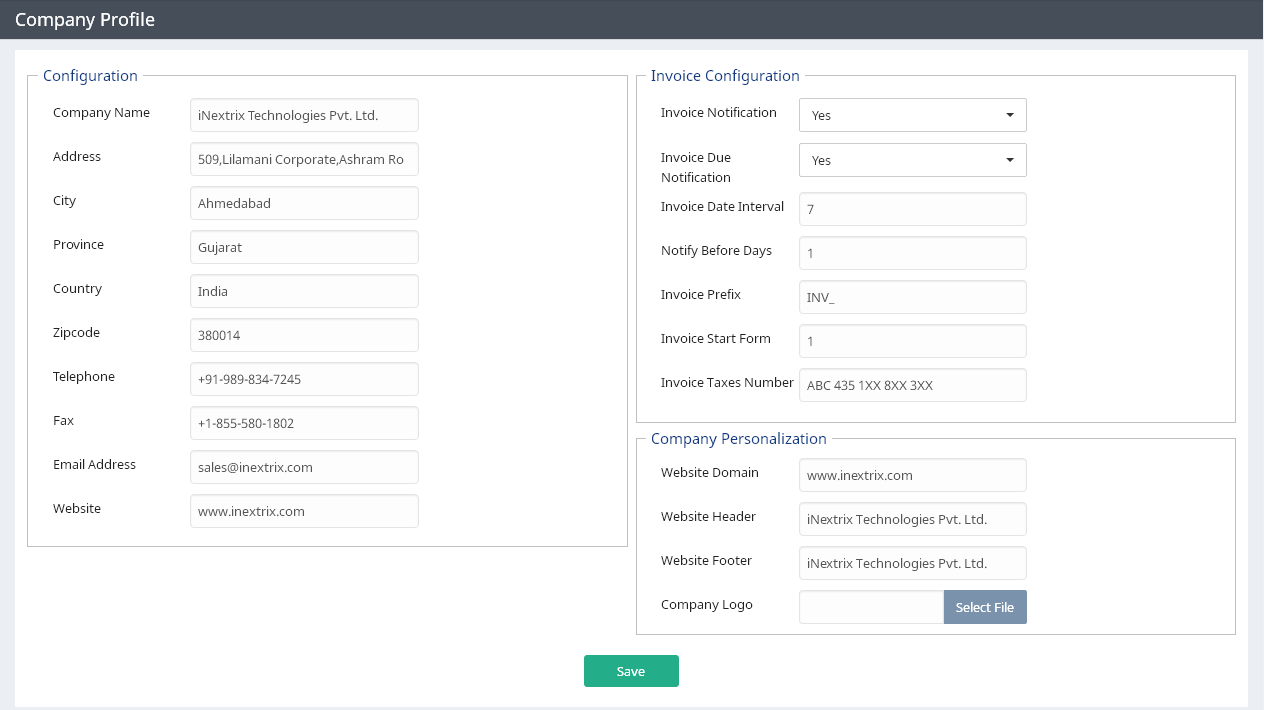 Company Profile
Configuration
Company Name
iNextrix Technologies Pvt. Ltd.
Address
509,Lilamani Corporate,Ashram Ro
City
Ahmedabad
Province
Gujarat
Country
India
Zipcode
380014
Telephone
+91-989-834-7245
Fax
+1-855-580-1802
Email Address
sales@inextrix.com
Website
www.inextrix.com
Invoice Configuration
Invoice Notification
Yes
Invoice Due
Notification
Yes
Invoice Date Interval
7
Notify Before Days
1
Invoice Prefix
INV_
Invoice Start Form
1
Invoice Taxes Number
ABC 435 1XX 8XX 3XX
Company Personalization
Website Domain
www.inextrix.com
Website Header
iNextrix Technologies Pvt. Ltd.
Website Footer
iNextrix Technologies Pvt. Ltd.
Company Logo
Select File
Save